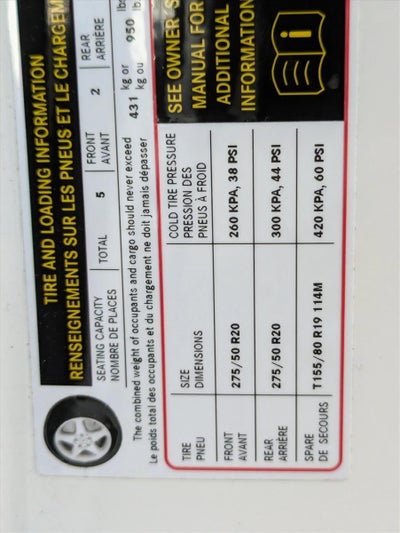 TIRE AND LOADING INFORMATION
RENSEIGNEMENTS SUR LES PNEUS ET LE CHARGEM
SEATING CAPACITY
NOMBRE DE PLACES
TOTAL 5
FRONT
AVANT
2
REAR
ARRIÈRE
The combined weight of occupants and cargo should never exceed 431 kg or 950 lbs
Le poids total des occupants et du chargement ne doit jamais dépasser kg ou lb.
TIRE
PNEU
SIZE
DIMENSIONS
COLD TIRE PRESSURE
PRESSION DES
PNEUS À FROID
FRONT
AVANT
275/50 R20
260 KPA, 38 PSI
REAR
ARRIÈRE
275/50 R20
300 KPA, 44 PSI
SPARE
DE SECOURS
T155/80 R19 114M
420 KPA, 60 PSI
SEE OWNER'S
MANUAL FOR
ADDITIONAL
INFORMATION